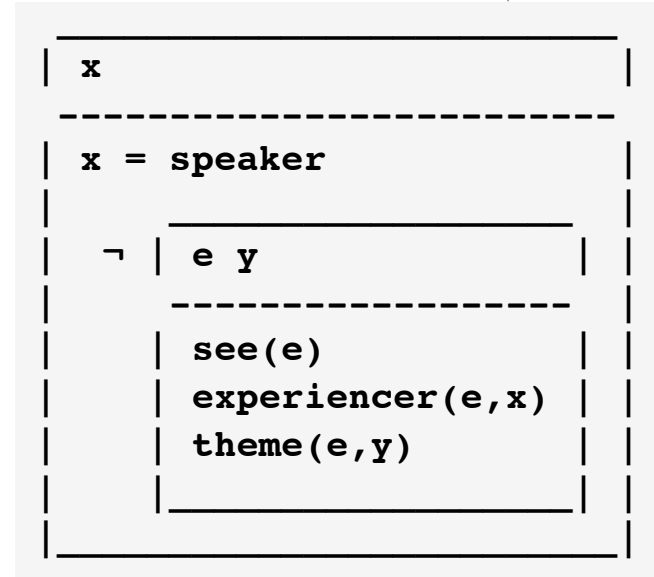 x
x = speaker
¬ e y
see(e)
experiencer(e,x)
theme(e,y)